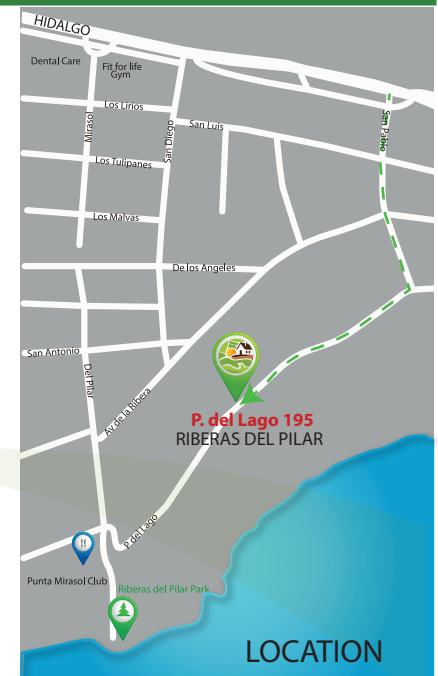 HIDALGO
Dental Care
Fit for life
Gym
Los Lirios
Mirasol
San Diego
San Luis
San Pablo
Los Tulipanes
Los Malvas
De los Angeles
San Antonio
Del Pilar
Av de la Ribera
P. del Lago 195
RIBERAS DEL PILAR
P. del Lago
Punta Mirasol Club
Riberas del Pilar Park
LOCATION